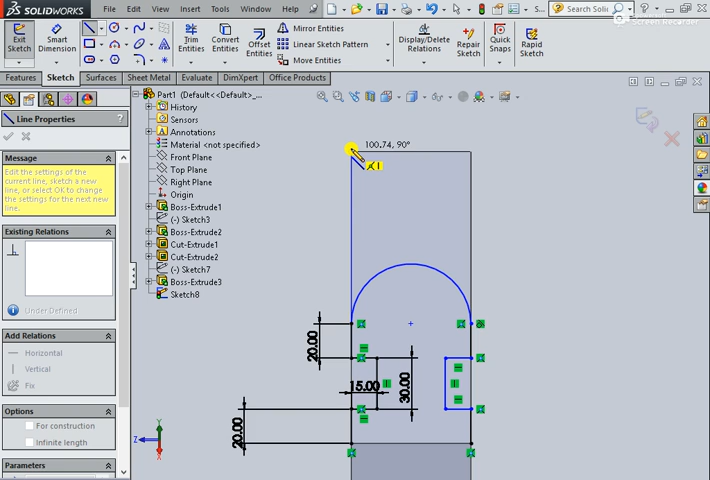 SOLIDWORKS
File
Edit
View
Insert
Tools
Window
Help
S...
Search Solid
Screen Recorder
Exit Sketch
Smart Dimension
Trim Entities
Convert Entities
Offset Entities
Mirror Entities
Linear Sketch Pattern
Move Entities
Display/Delete Relations
Repair Sketch
Quick Snaps
Rapid Sketch
Features
Sketch
Surfaces
Sheet Metal
Evaluate
DimXpert
Office Products
Line Properties
Message
Edit the settings of the current line, sketch a new line, or select OK to change the settings for the next new line.
Existing Relations
Under Defined
Add Relations
Horizontal
Vertical
Fix
Options
For construction
Infinite length
Parameters
Part1 (Default<<Default>_...
History
Sensors
Annotations
Material <not specified>
Front Plane
Top Plane
Right Plane
Origin
Boss-Extrude1
(-) Sketch3
Boss-Extrude2
Cut-Extrude1
Cut-Extrude2
(-) Sketch7
Boss-Extrude3
Sketch8
100.74, 90°
20.00
15.00
30.00
20.00
Y
Z
X